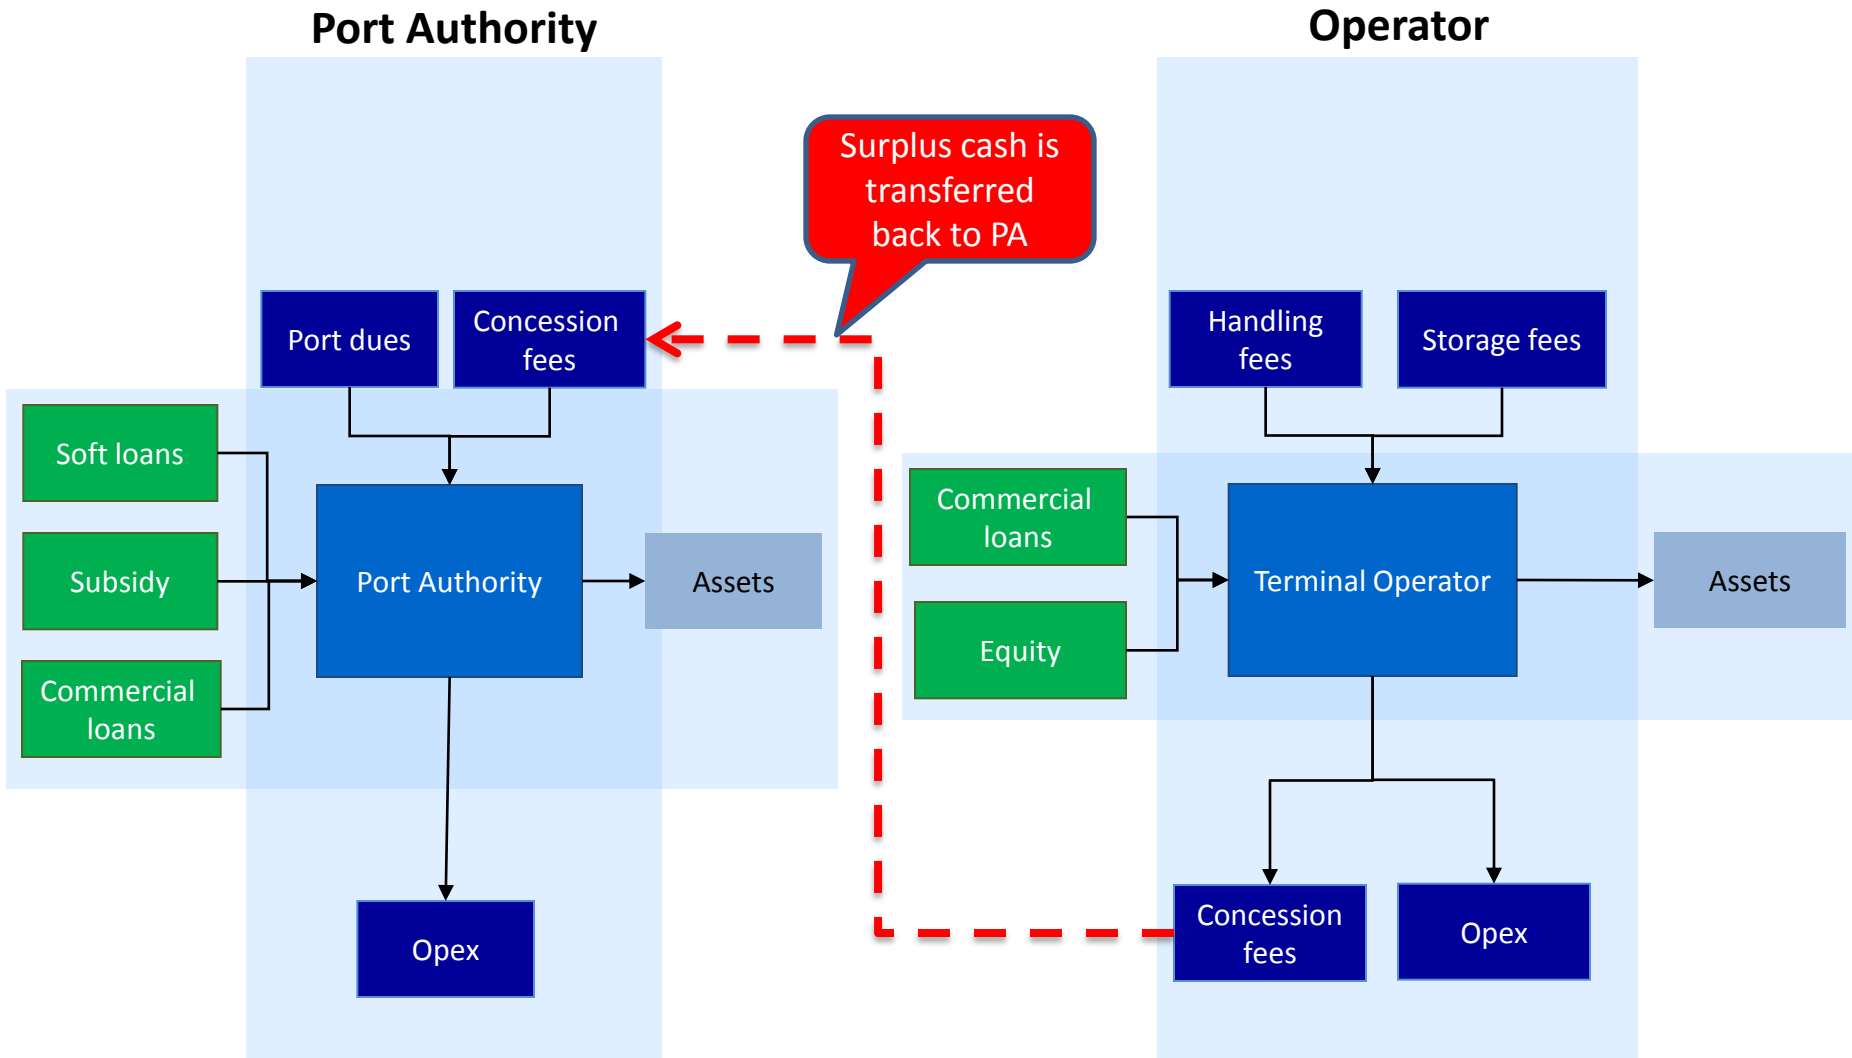 Port Authority
Operator
Surplus cash is
transferred
back to PA
Port dues
Concession
fees
Handling
fees
Storage fees
Soft loans
Subsidy
Commercial
loans
Port Authority
Assets
Commercial
loans
Equity
Terminal Operator
Assets
Opex
Concession
fees
Opex